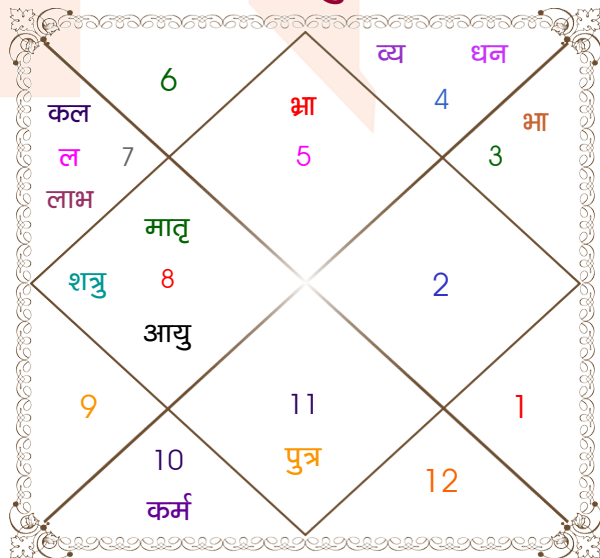 व्य धन
6
भ्रा
4
कल
भा
ल 7
5
3
लाभ
मातृ
शत्रु 8
2
आयु
9
11
1
10
पुत्र
12
कर्म